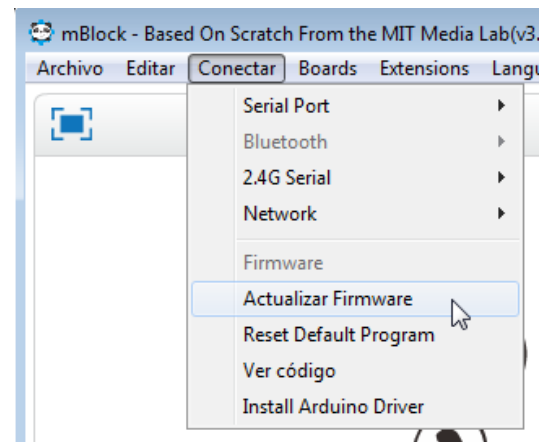 mBlock - Based On Scratch From the MIT Media Lab(v3.
Archivo Editar Conectar Boards Extensions Langu
Serial Port
Bluetooth
2.4G Serial
Network
Firmware
Actualizar Firmware
Reset Default Program
Ver código
Install Arduino Driver